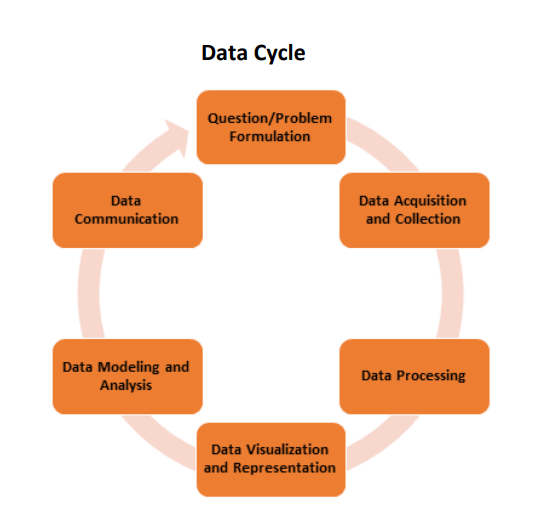 Data Cycle
Question/Problem
Formulation
Data Acquisition
and Collection
Data Processing
Data Visualization
and Representation
Data Modeling and
Analysis
Data
Communication